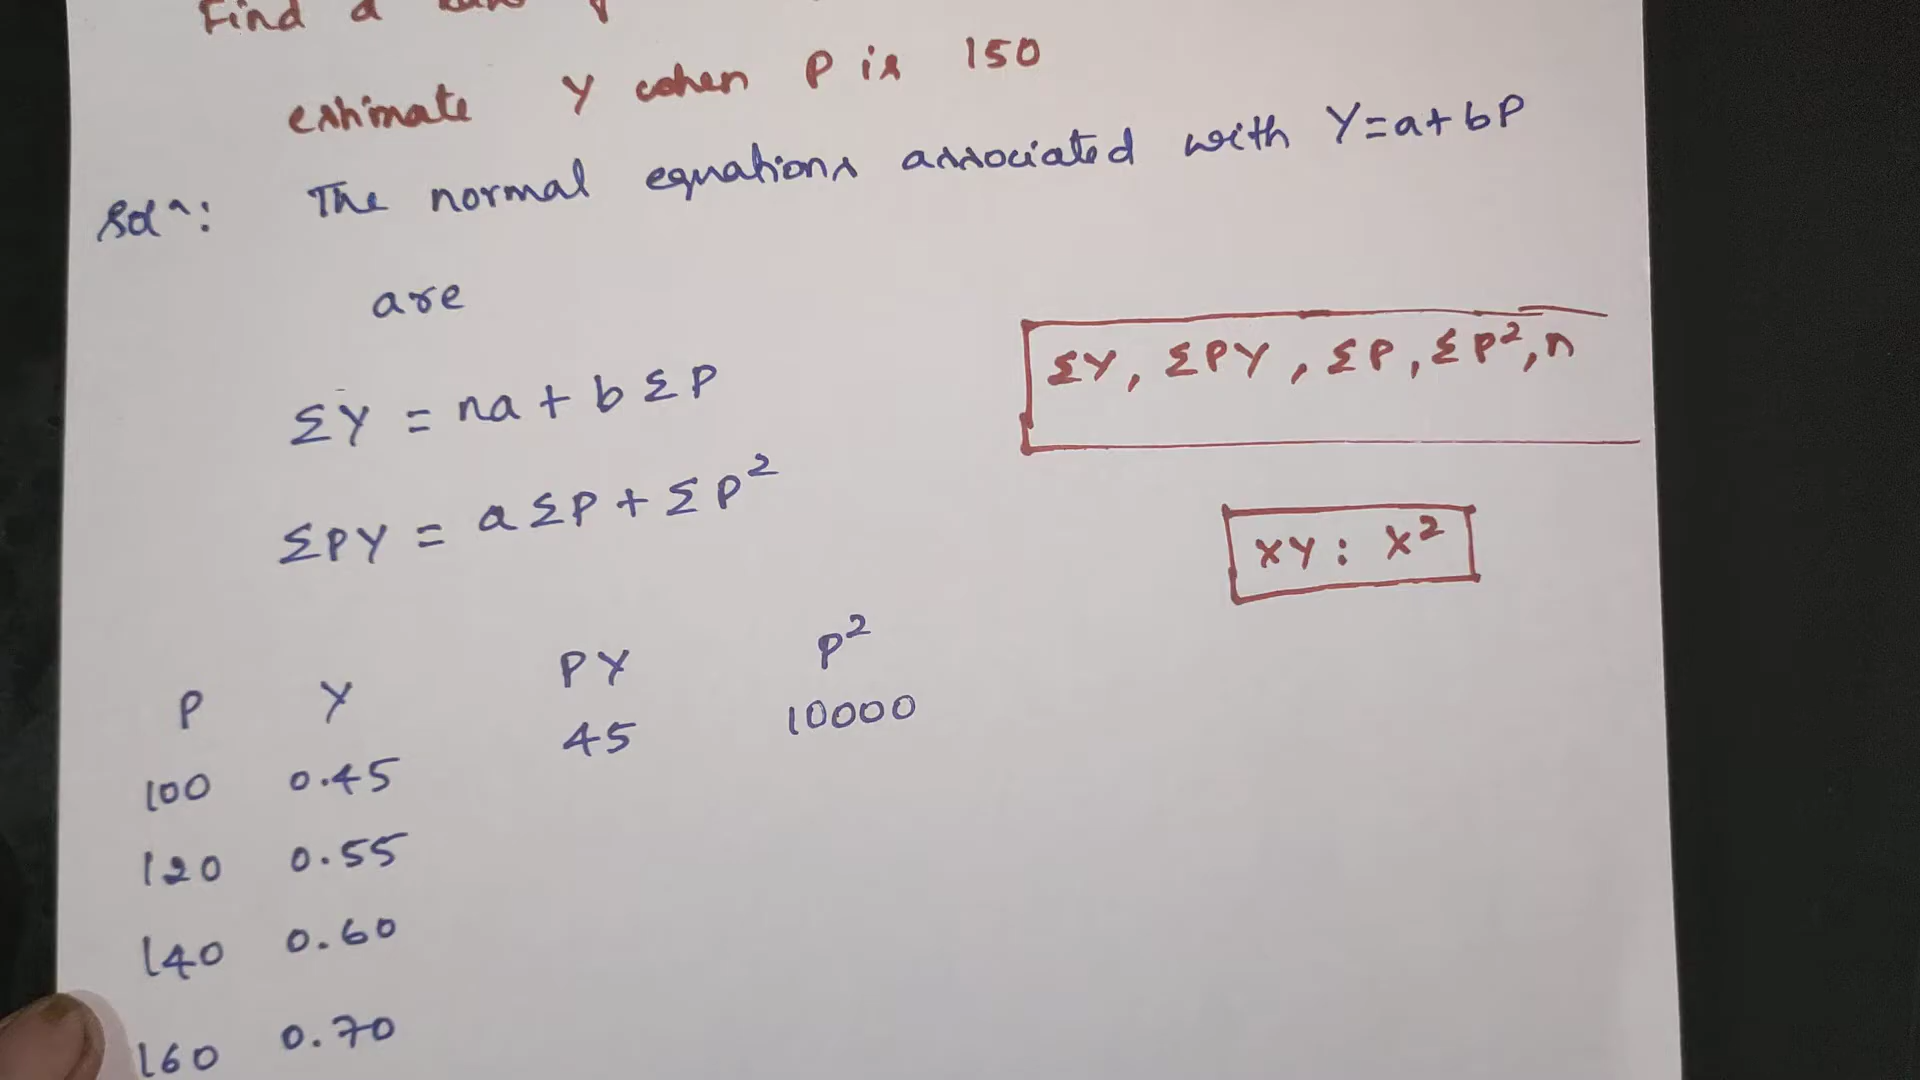 Find a
estimate Y when P is 150
Soln: The normal equations associated with Y=a+bP
are
ΣY = na + bΣP
ΣY, ΣPY, ΣP, ΣP², n
ΣPY = aΣP + ΣP²
XY : X²
P Y PY P²
100 0.45 45 10000
120 0.55
140 0.60
160 0.70